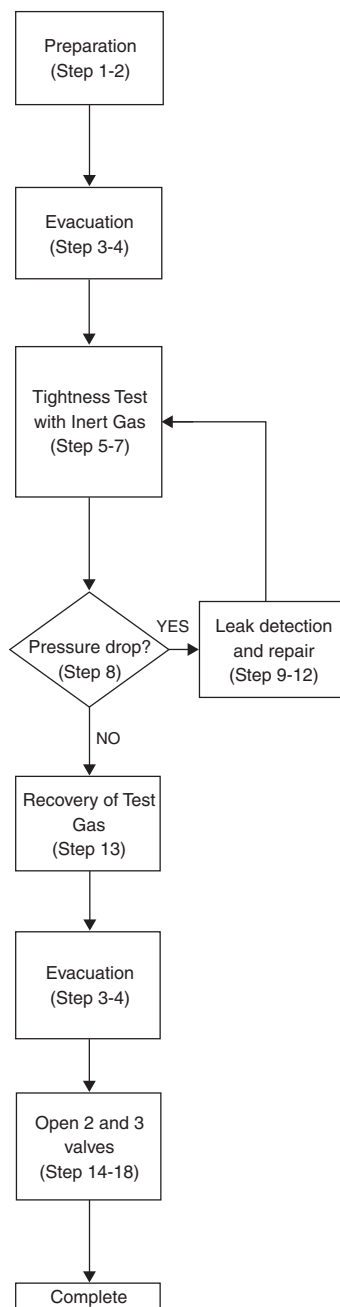 Preparation
(Step 1-2)
Evacuation
(Step 3-4)
Tightness Test
with Inert Gas
(Step 5-7)
Pressure drop?
(Step 8)
YES
Leak detection
and repair
(Step 9-12)
NO
Recovery of Test
Gas
(Step 13)
Evacuation
(Step 3-4)
Open 2 and 3
valves
(Step 14-18)
Complete